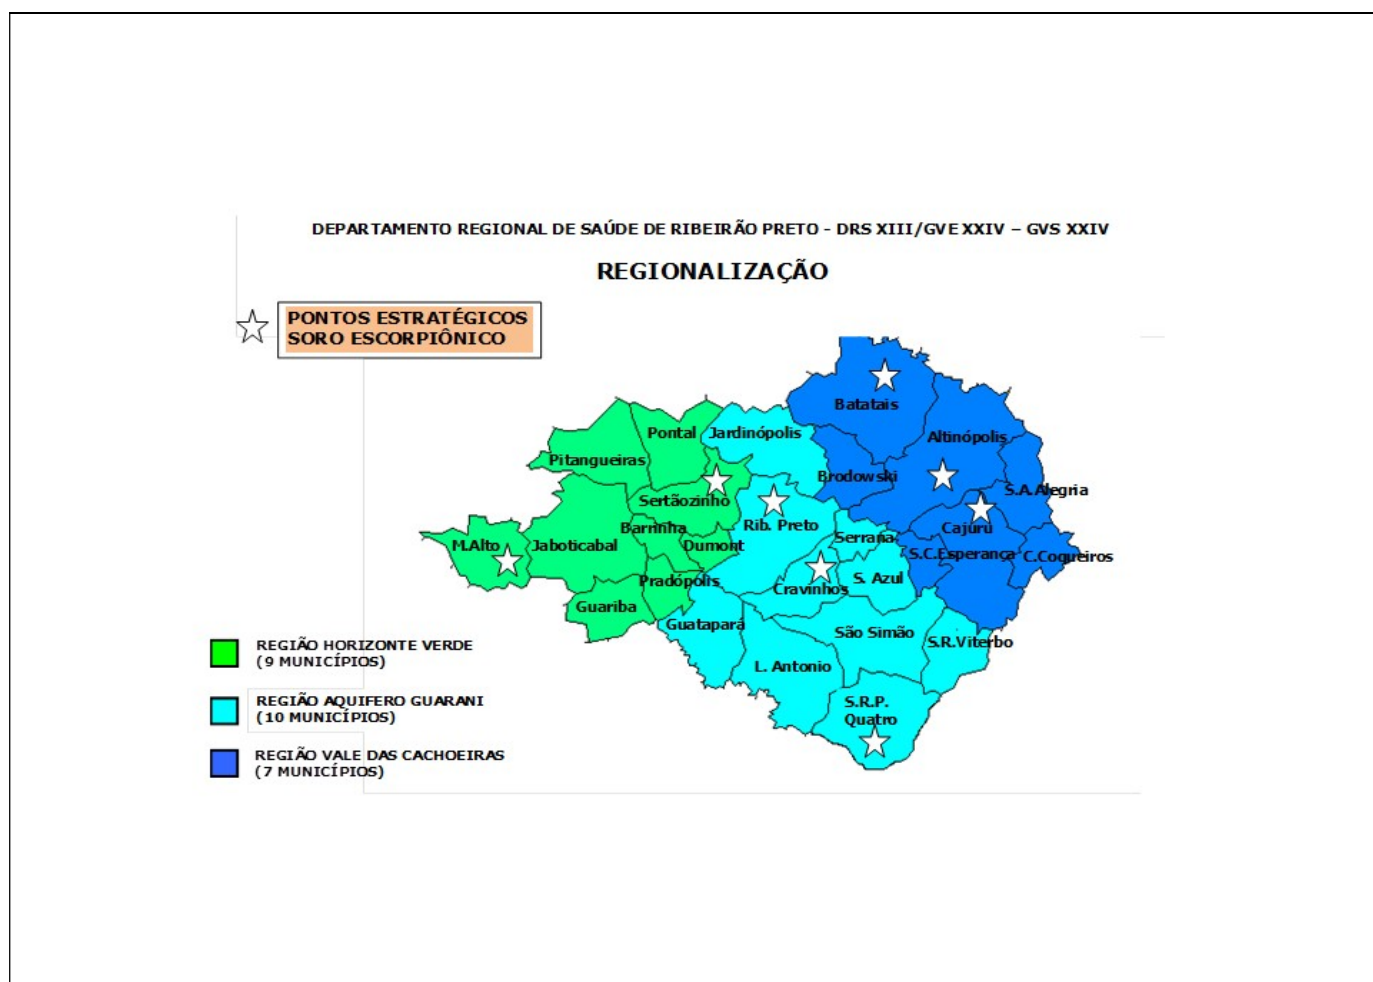 DEPARTAMENTO REGIONAL DE SAÚDE DE RIBEIRÃO PRETO - DRS XIII/GVE XXIV – GVS XXIV
REGIONALIZAÇÃO
PONTOS ESTRATÉGICOS
SORO ESCORPIÔNICO
Batatais
Pontal
Jardinópolis
Altinópolis
Pitangueiras
Brodowski
S.A.Alegria
Sertãozinho
Rib. Preto
Cajurú
Barrinha
Serrana
M.Alto
Jaboticabal
Dumont
S.C.Esperança
C.Coqueiros
Pradópolis
Cravinhos
S. Azul
Guariba
Guatapará
São Simão
S.R.Viterbo
L. Antonio
S.R.P.
Quatro
REGIÃO HORIZONTE VERDE
(9 MUNICÍPIOS)
REGIÃO AQUIFERO GUARANI
(10 MUNICÍPIOS)
REGIÃO VALE DAS CACHOEIRAS
(7 MUNICÍPIOS)